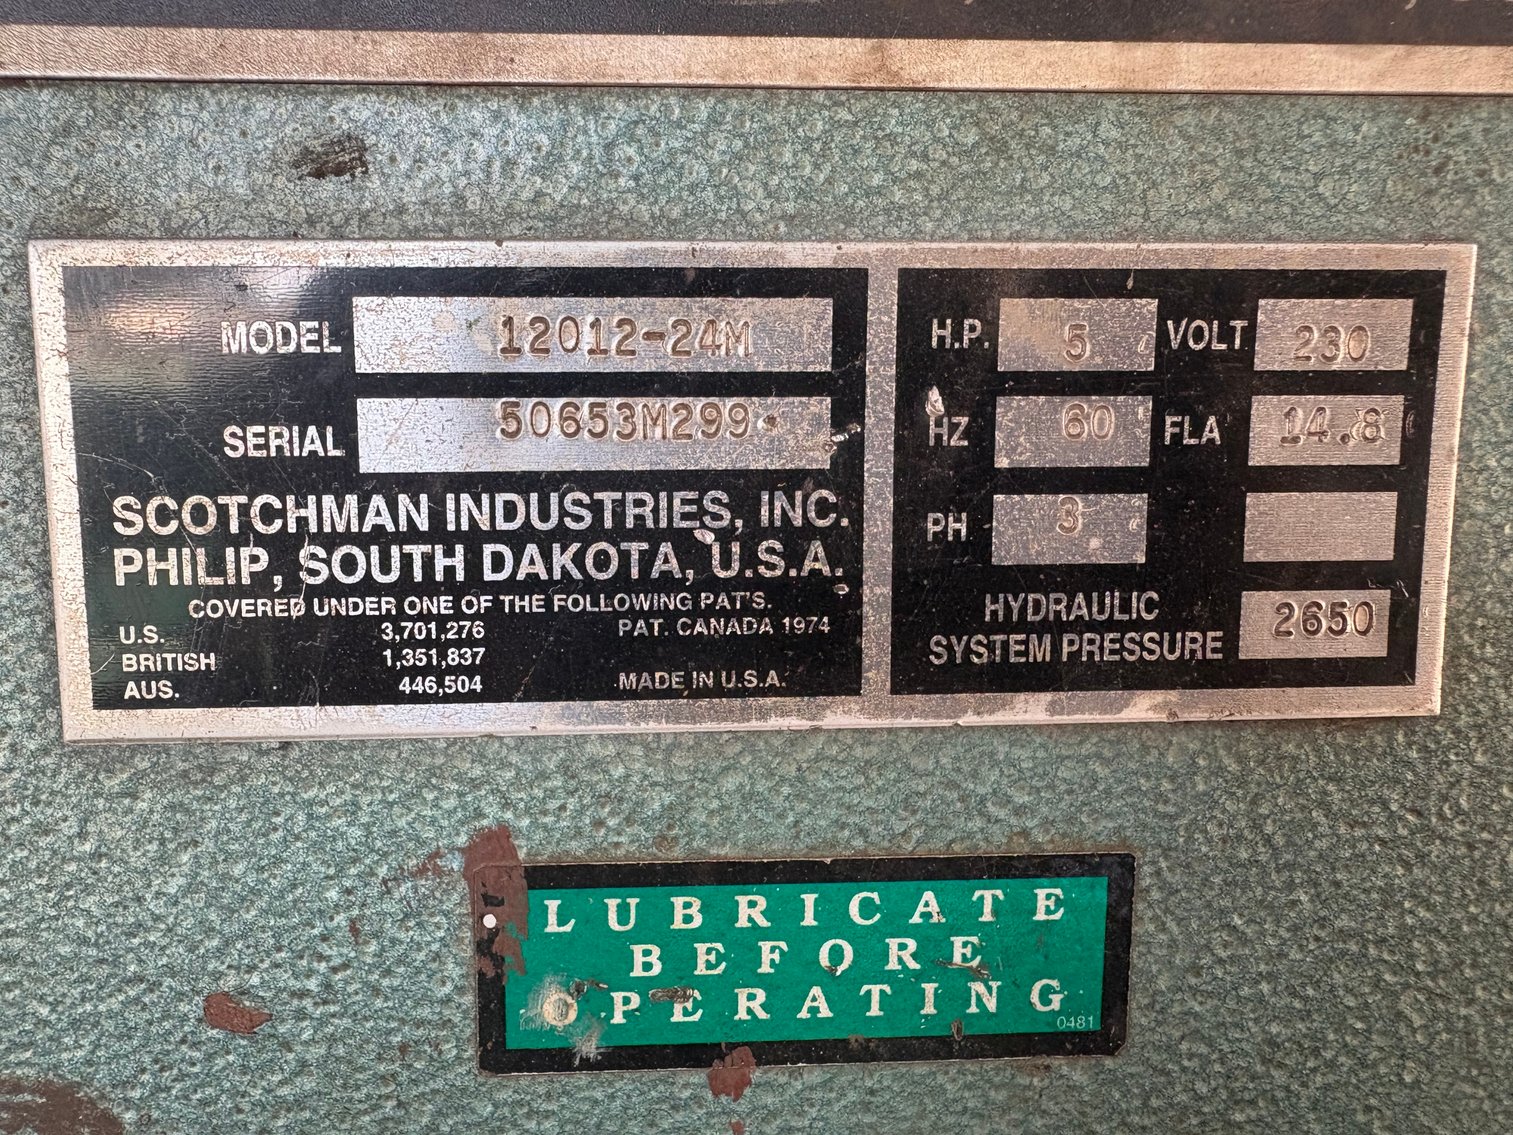 MODEL 12012-24M
SERIAL 50653M299
SCOTCHMAN INDUSTRIES, INC.
PHILIP, SOUTH DAKOTA, U.S.A.
COVERED UNDER ONE OF THE FOLLOWING PAT'S.
U.S. 3,701,276 PAT. CANADA 1974
BRITISH 1,351,837
AUS. 446,504 MADE IN U.S.A.
H.P. 5 VOLT 230
HZ 60 FLA 14.8
PH 3
HYDRAULIC
SYSTEM PRESSURE 2650
LUBRICATE
BEFORE
OPERATING
0481